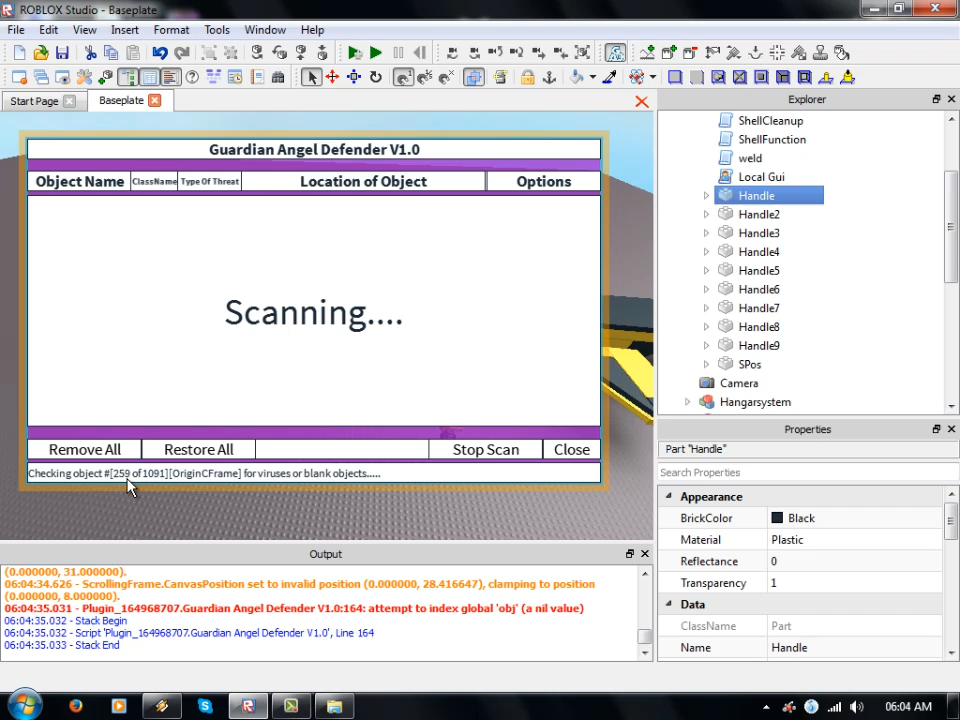 ROBLOX Studio - Baseplate
File Edit View Insert Format Tools Window Help
Start Page Baseplate
Guardian Angel Defender V1.0
Object Name ClassName Type Of Threat Location of Object Options
Scanning....
Remove All Restore All Stop Scan Close
Checking object #[259 of 1091][OriginCFrame] for viruses or blank objects.....
Explorer
ShellCleanup
ShellFunction
weld
Local Gui
Handle
Handle2
Handle3
Handle4
Handle5
Handle6
Handle7
Handle8
Handle9
SPos
Camera
Hangarsystem
Properties
Part "Handle"
Search Properties
Appearance
BrickColor Black
Material Plastic
Reflectance 0
Transparency 1
Data
ClassName Part
Name Handle
Output
(0.000000, 31.000000).
06:04:34.626 - ScrollingFrame.CanvasPosition set to invalid position (0.000000, 28.416647), clamping to position
(0.000000, 8.000000).
06:04:35.031 - Plugin_164968707.Guardian Angel Defender V1.0:164: attempt to index global 'obj' (a nil value)
06:04:35.032 - Stack Begin
06:04:35.033 - Script 'Plugin_164968707.Guardian Angel Defender V1.0', Line 164
06:04:35.033 - Stack End
06:04 AM